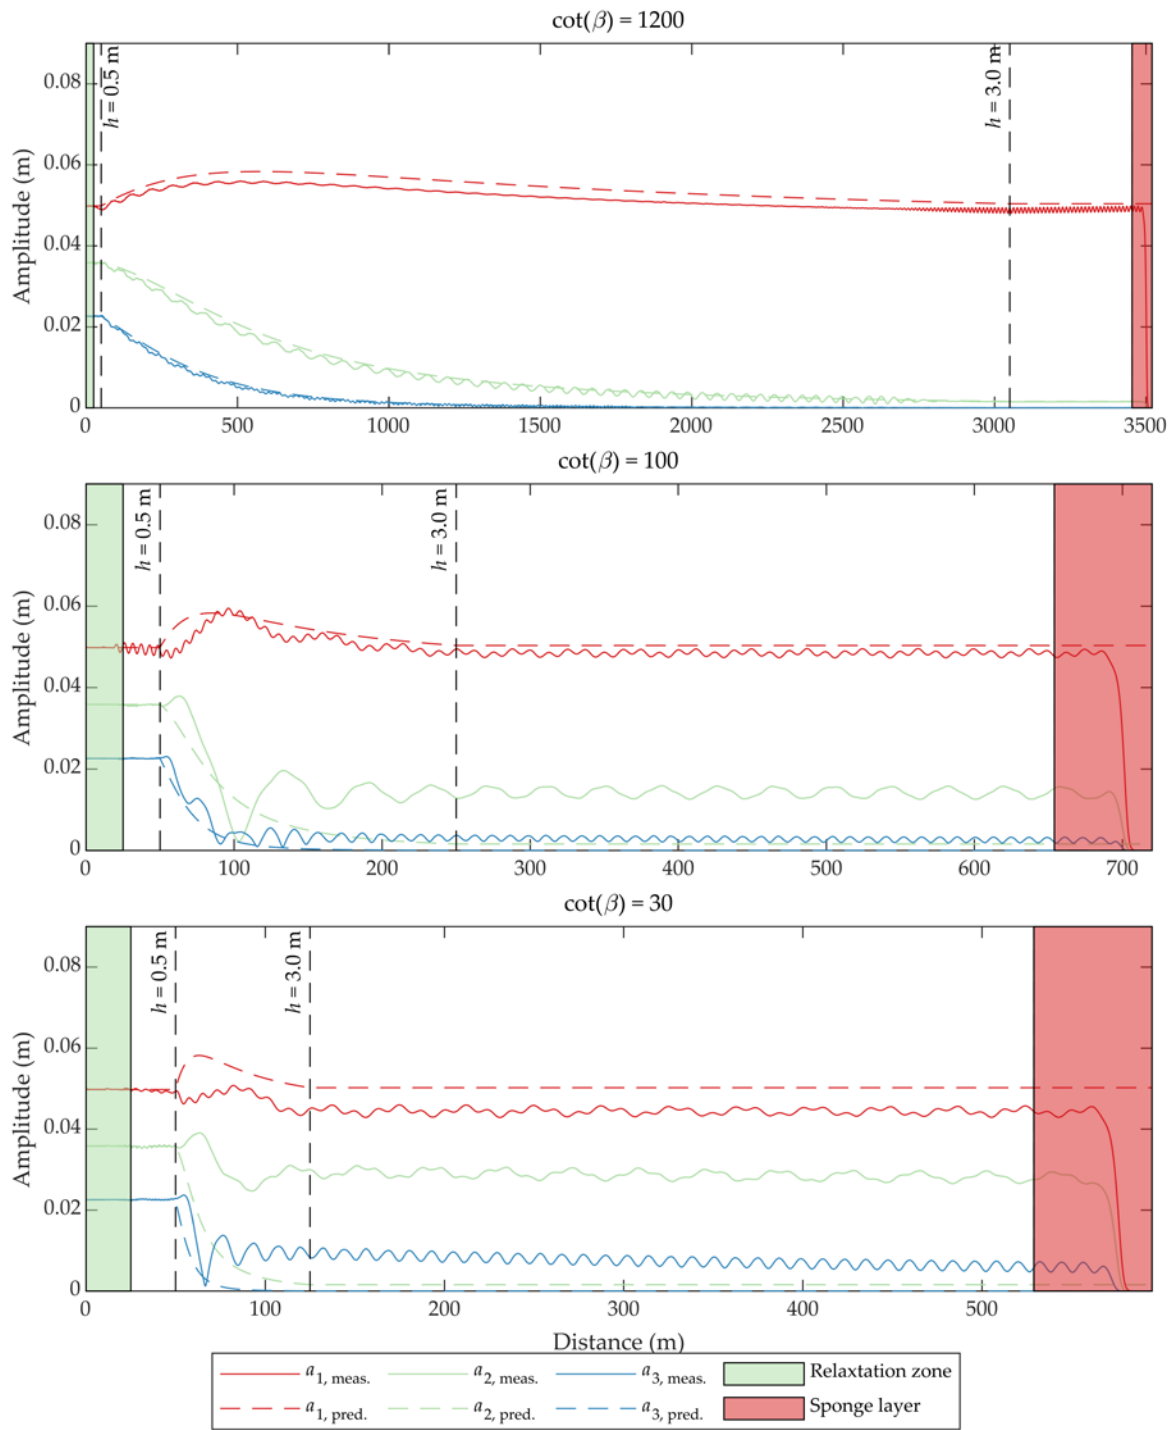 cot(β) = 1200
0.08
0.06
0.04
0.02
0
Amplitude (m)
h = 0.5 m
h = 3.0 m
0 500 1000 1500 2000 2500 3000 3500
cot(β) = 100
0.08
0.06
0.04
0.02
0
Amplitude (m)
h = 0.5 m
h = 3.0 m
0 100 200 300 400 500 600 700
cot(β) = 30
0.08
0.06
0.04
0.02
0
Amplitude (m)
h = 0.5 m
h = 3.0 m
0 100 200 300 400 500
Distance (m)
a1, meas. a2, meas. a3, meas. Relaxtation zone
a1, pred. a2, pred. a3, pred. Sponge layer